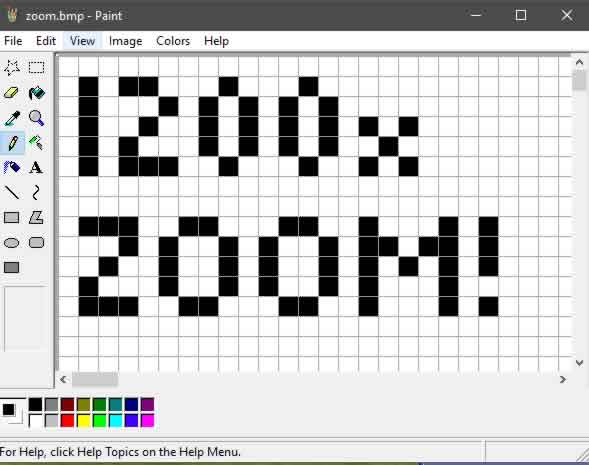 zoom.bmp - Paint
File Edit View Image Colors Help
A
1200x
ZOOM!
For Help, click Help Topics on the Help Menu.